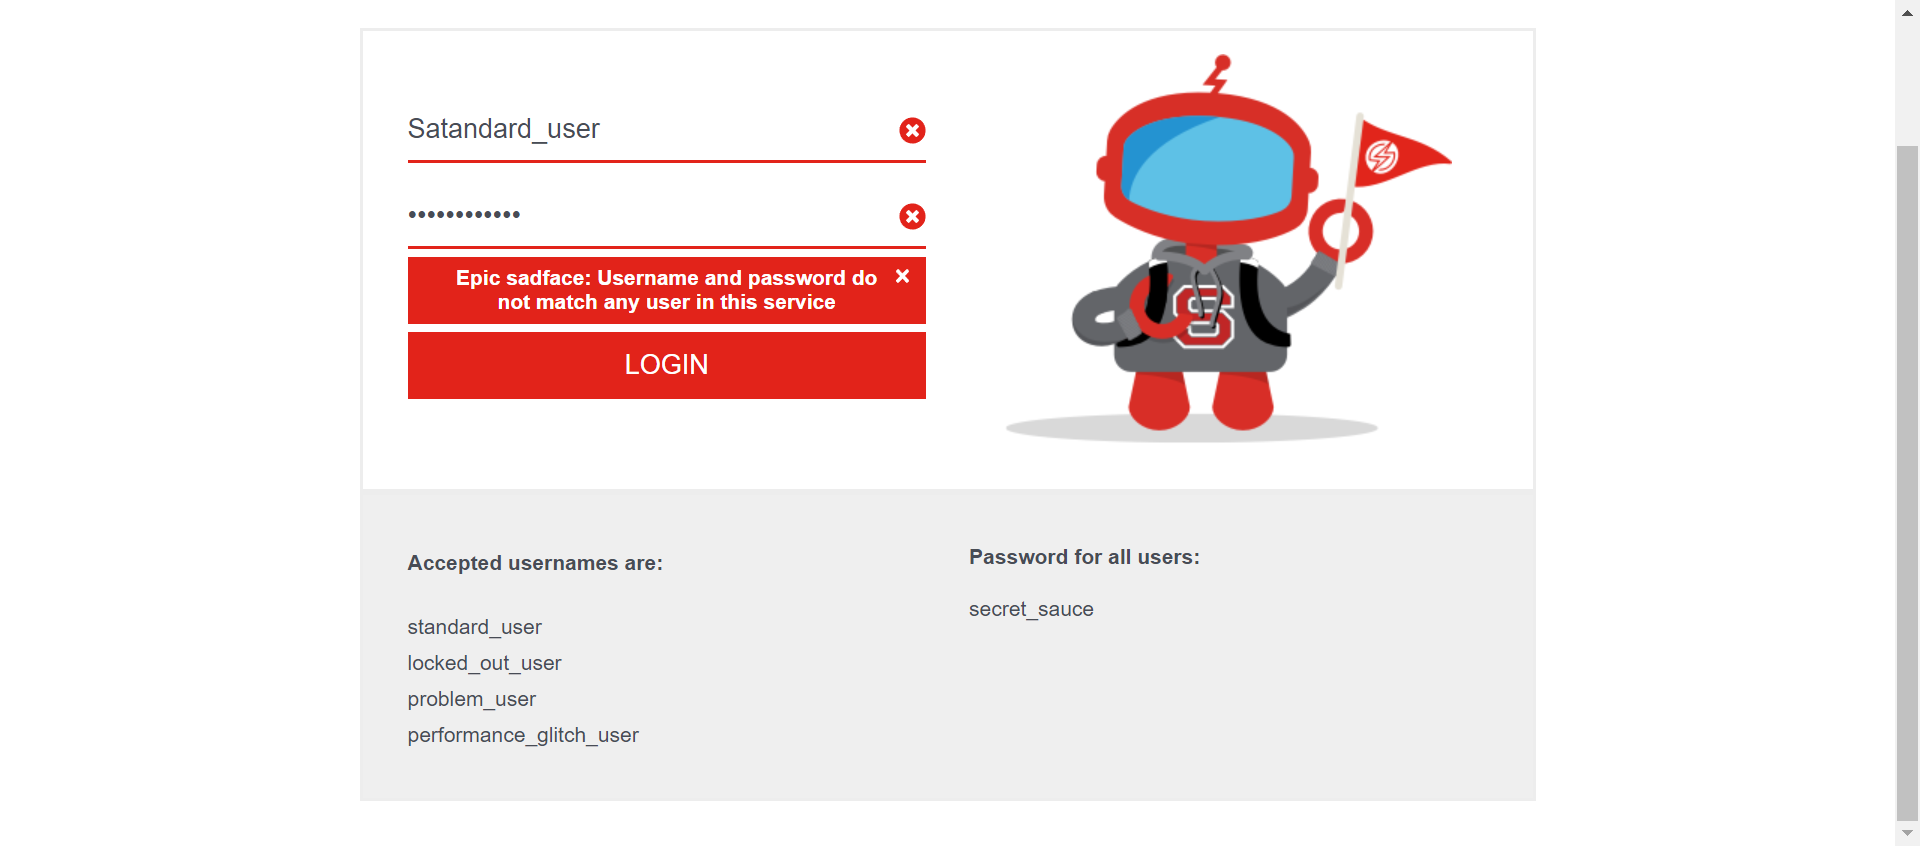 Satandard_user
••••••••••••
Epic sadface: Username and password do
not match any user in this service
LOGIN
S
Accepted usernames are:
standard_user
locked_out_user
problem_user
performance_glitch_user
Password for all users:
secret_sauce